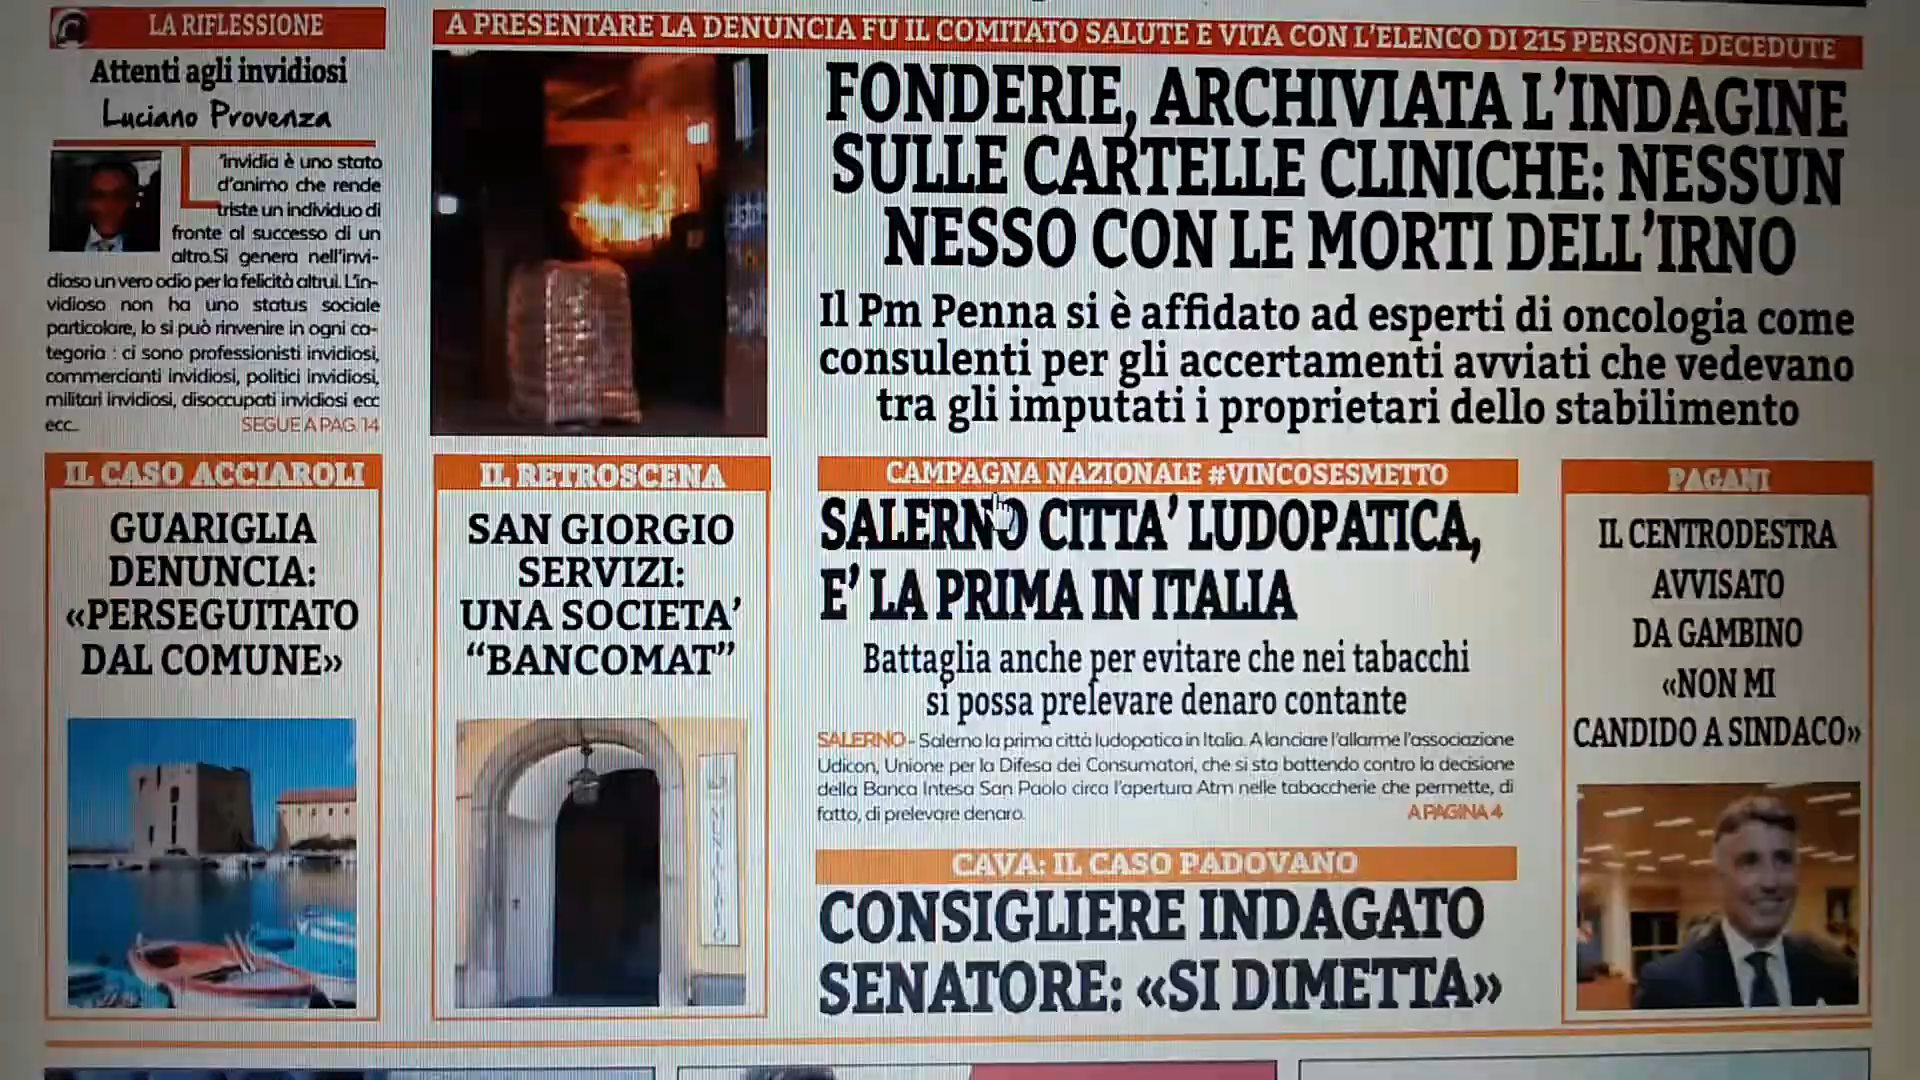 LA RIFLESSIONE
Attenti agli invidiosi
Luciano Provenza
'invidia è uno stato
d'animo che rende
triste un individuo di
fronte al successo di un
altro.Si genera nell'invi-
dioso un vero odio per la felicità altrui. L'in-
vidioso non ha uno status sociale
particolare, lo si può rinvenire in ogni ca-
tegoria : ci sono professionisti invidiosi,
commercianti invidiosi, politici invidiosi,
militari invidiosi, disoccupati invidiosi ecc
ecc..
SEGUE A PAG. 14
A PRESENTARE LA DENUNCIA FU IL COMITATO SALUTE E VITA CON L'ELENCO DI 215 PERSONE DECEDUTE
FONDERIE, ARCHIVIATA L'INDAGINE
SULLE CARTELLE CLINICHE: NESSUN
NESSO CON LE MORTI DELL'IRNO
Il Pm Penna si è affidato ad esperti di oncologia come
consulenti per gli accertamenti avviati che vedevano
tra gli imputati i proprietari dello stabilimento
IL CASO ACCIAROLI
GUARIGLIA
DENUNCIA:
«PERSEGUITATO
DAL COMUNE»
IL RETROSCENA
SAN GIORGIO
SERVIZI:
UNA SOCIETA'
“BANCOMAT”
CAMPAGNA NAZIONALE #VINCOSESMETTO
SALERNO CITTA' LUDOPATICA,
E' LA PRIMA IN ITALIA
Battaglia anche per evitare che nei tabacchi
si possa prelevare denaro contante
SALERNO - Salerno la prima città ludopatica in Italia. A lanciare l'allarme l'associazione
Udicon, Unione per la Difesa dei Consumatori, che si sta battendo contro la decisione
della Banca Intesa San Paolo circa l'apertura Atm nelle tabaccherie che permette, di
fatto, di prelevare denaro.
A PAGINA 4
CAVA: IL CASO PADOVANO
CONSIGLIERE INDAGATO
SENATORE: «SI DIMETTA»
PAGANI
IL CENTRODESTRA
AVVISATO
DA GAMBINO
«NON MI
CANDIDO A SINDACO»